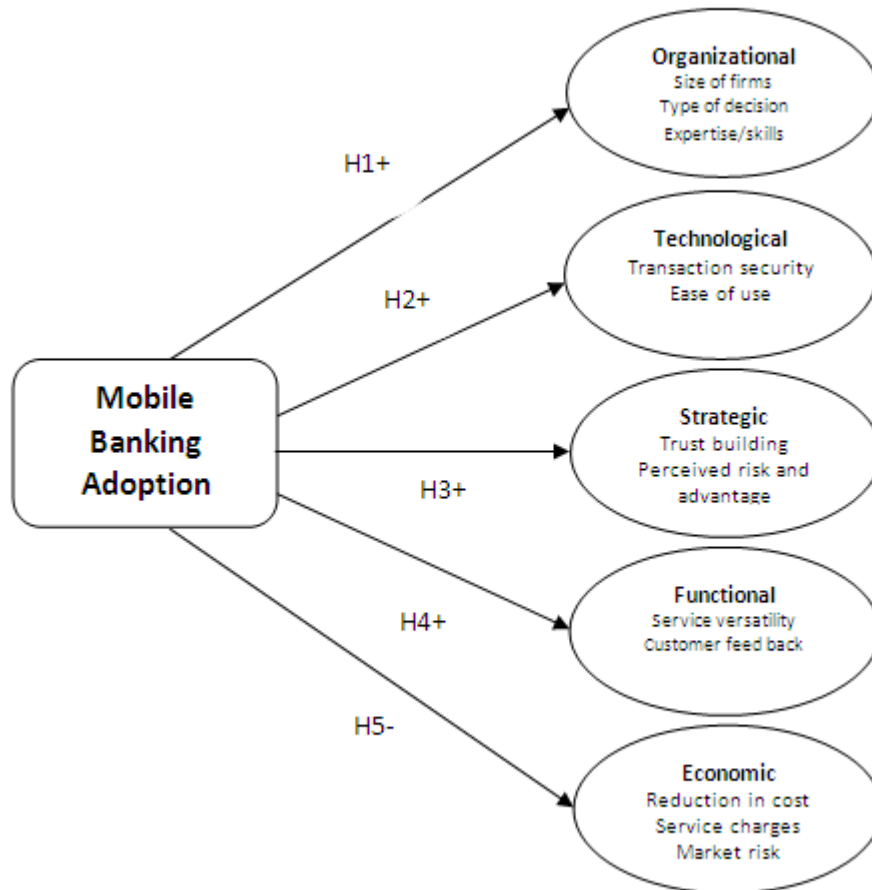 Organizational
Size of firms
Type of decision
Expertise/skills
H1+
Technological
Transaction security
Ease of use
H2+
Mobile
Banking
Adoption
Strategic
Trust building
Perceived risk and
advantage
H3+
Functional
Service versatility
Customer feed back
H4+
H5-
Economic
Reduction in cost
Service charges
Market risk